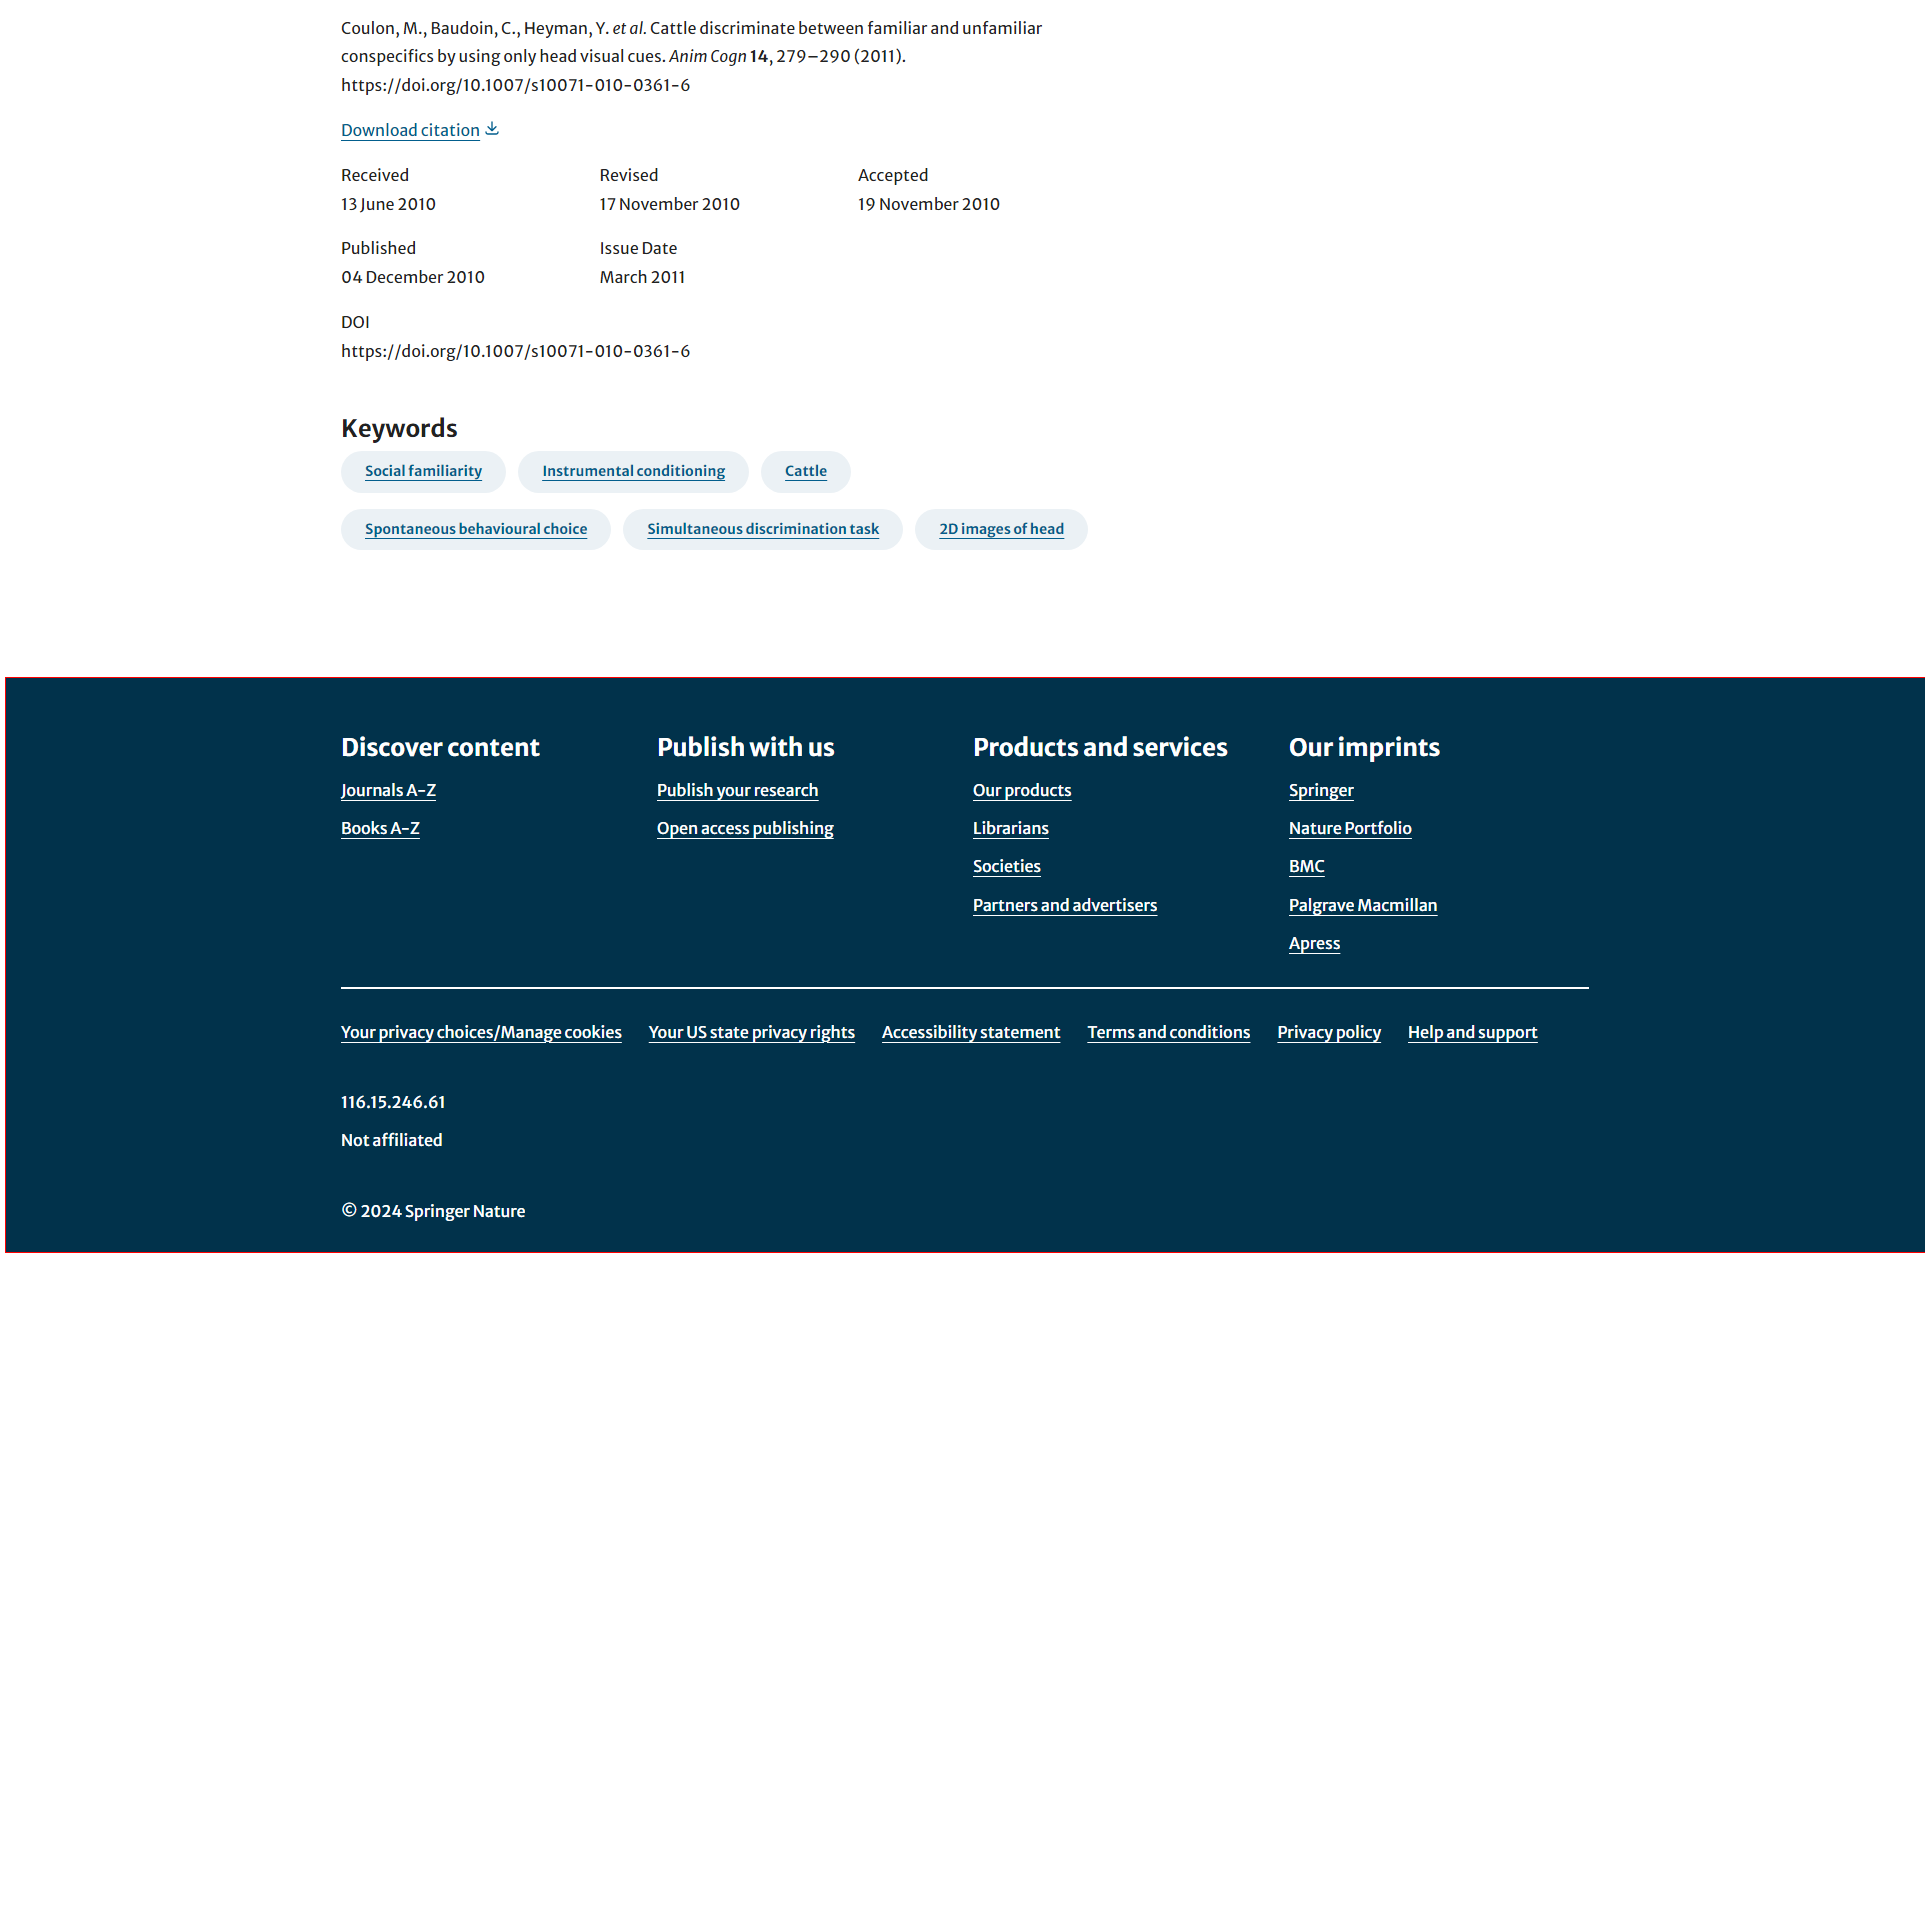 Coulon, M., Baudoin, C., Heyman, Y. et al. Cattle discriminate between familiar and unfamiliar
conspecifics by using only head visual cues. Anim Cogn 14, 279–290 (2011).
https://doi.org/10.1007/s10071-010-0361-6
Download citation
Received Revised Accepted
13 June 2010 17 November 2010 19 November 2010
Published Issue Date
04 December 2010 March 2011
DOI
https://doi.org/10.1007/s10071-010-0361-6
Keywords
Social familiarity Instrumental conditioning Cattle
Spontaneous behavioural choice Simultaneous discrimination task 2D images of head
Discover content
Journals A-Z
Books A-Z
Publish with us
Publish your research
Open access publishing
Products and services
Our products
Librarians
Societies
Partners and advertisers
Our imprints
Springer
Nature Portfolio
BMC
Palgrave Macmillan
Apress
Your privacy choices/Manage cookies Your US state privacy rights Accessibility statement Terms and conditions Privacy policy Help and support
116.15.246.61
Not affiliated
© 2024 Springer Nature